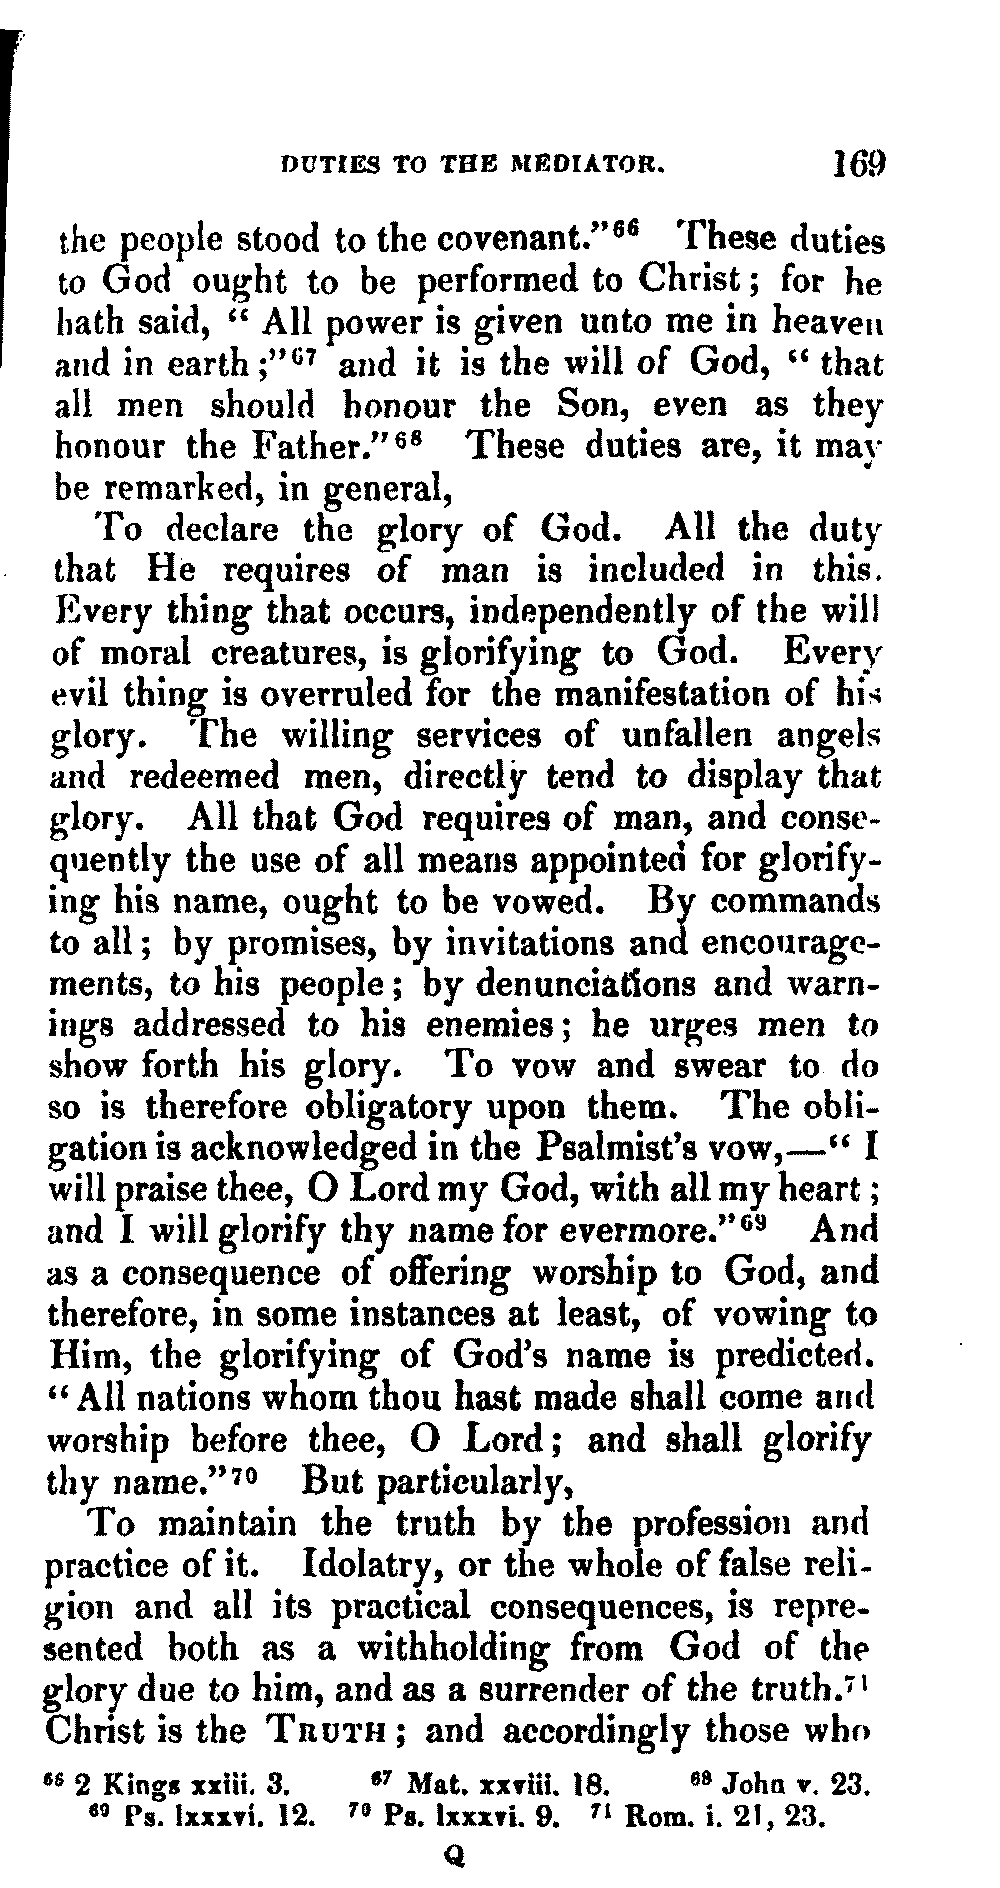 DUTIES TO THE MEDIATOR. 169
the people stood to the covenant."66 These duties
to God ought to be performed to Christ; for he
hath said, "All power is given unto me in heaven
and in earth;"67 and it is the will of God, "that
all men should honour the Son, even as they
honour the Father."68 These duties are, it may
be remarked, in general,
To declare the glory of God. All the duty
that He requires of man is included in this.
Every thing that occurs, independently of the will
of moral creatures, is glorifying to God. Every
evil thing is overruled for the manifestation of his
glory. The willing services of unfallen angels
and redeemed men, directly tend to display that
glory. All that God requires of man, and conse-
quently the use of all means appointed for glorify-
ing his name, ought to be vowed. By commands
to all; by promises, by invitations and encourage-
ments, to his people; by denunciations and warn-
ings addressed to his enemies; he urges men to
show forth his glory. To vow and swear to do
so is therefore obligatory upon them. The obli-
gation is acknowledged in the Psalmist's vow,—"I
will praise thee, O Lord my God, with all my heart;
and I will glorify thy name for evermore."69 And
as a consequence of offering worship to God, and
therefore, in some instances at least, of vowing to
Him, the glorifying of God's name is predicted.
"All nations whom thou hast made shall come and
worship before thee, O Lord; and shall glorify
thy name."70 But particularly,
To maintain the truth by the profession and
practice of it. Idolatry, or the whole of false reli-
gion and all its practical consequences, is repre-
sented both as a withholding from God of the
glory due to him, and as a surrender of the truth.71
Christ is the TRUTH; and accordingly those who
66 2 Kings xxiii. 3. 67 Mat. xxviii. 18. 68 John v. 23.
69 Ps. lxxxvi. 12. 70 Ps. lxxxvi. 9. 71 Rom. i. 21, 23.
Q